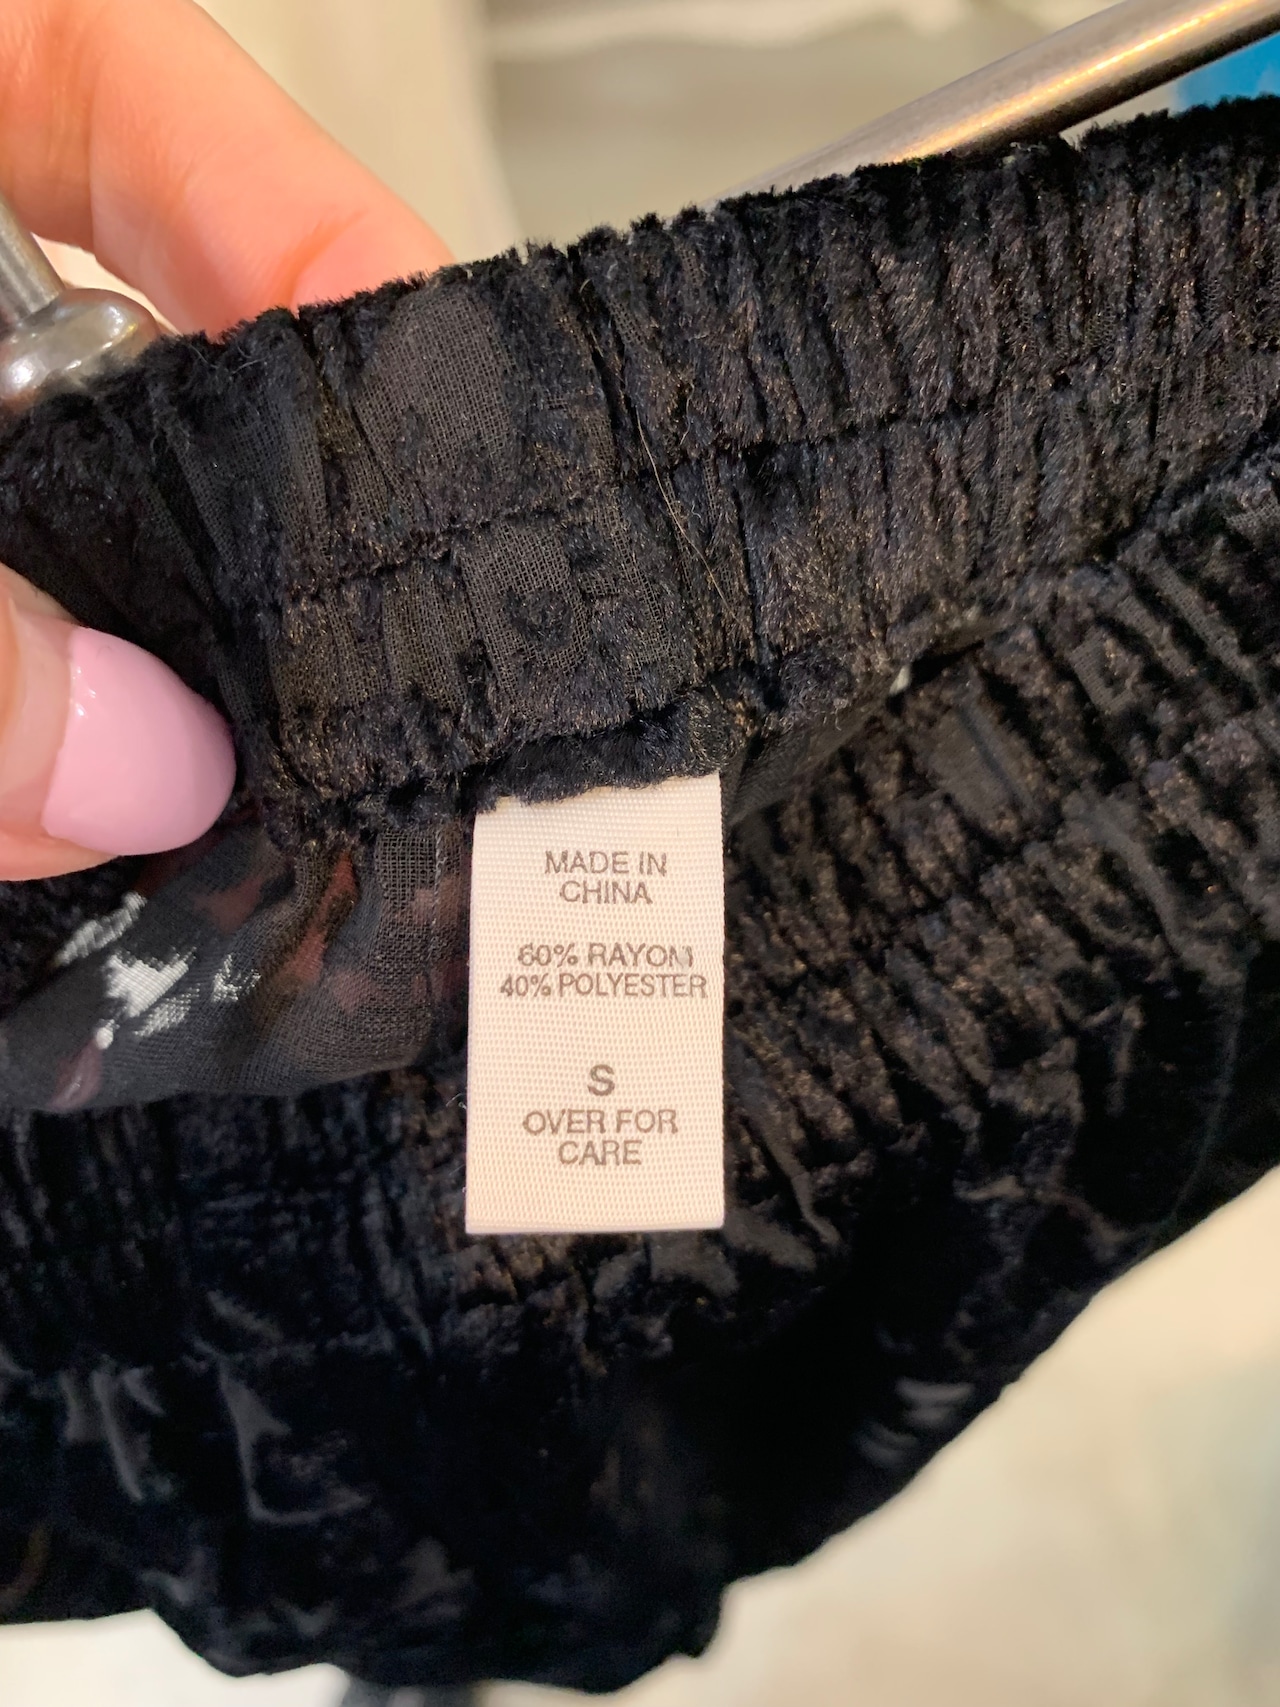 MADE IN
CHINA
60% RAYON
40% POLYESTER
S
OVER FOR
CARE